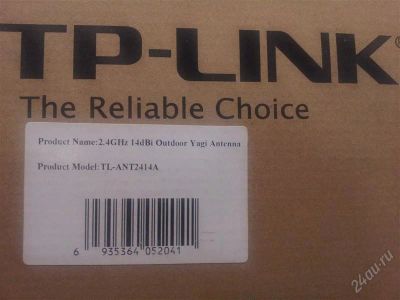 TP-LINK
The Reliable Choice
Product Name:2.4GHz 14dBi Outdoor Yagi Antenna
Product Model:TL-ANT2414A
6 935364 052041
24au.ru